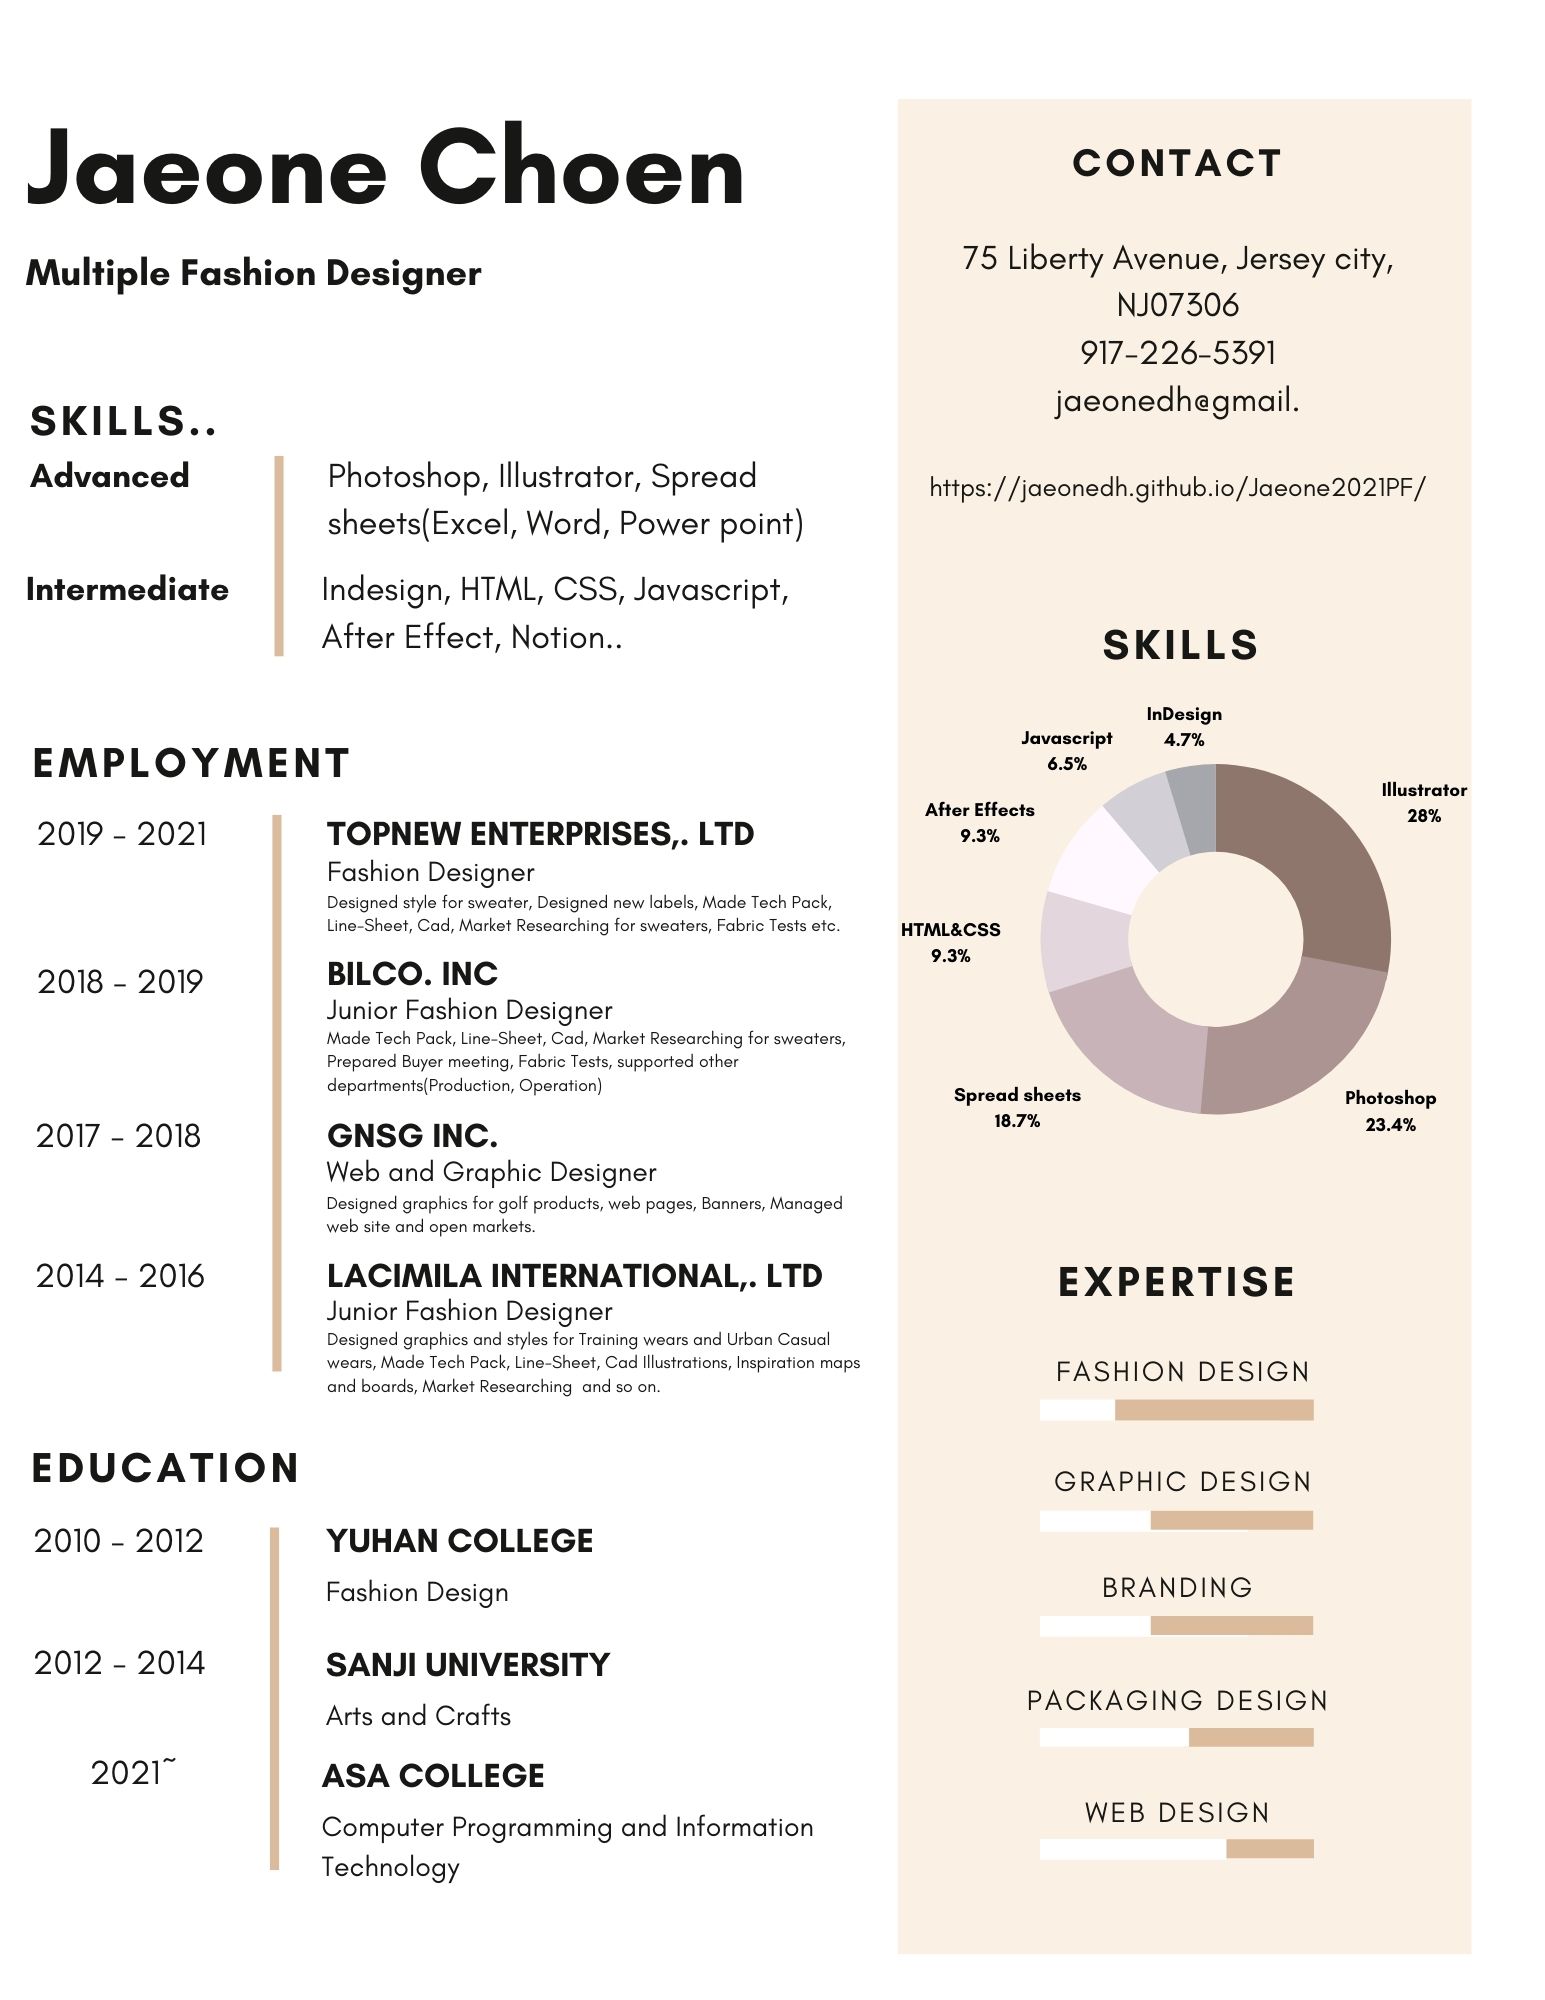 Jaeone Choen
Multiple Fashion Designer
SKILLS..
Advanced
Photoshop, Illustrator, Spread
sheets(Excel, Word, Power point)
Intermediate
Indesign, HTML, CSS, Javascript,
After Effect, Notion..
EMPLOYMENT
2019 - 2021
TOPNEW ENTERPRISES,. LTD
Fashion Designer
Designed style for sweater, Designed new labels, Made Tech Pack,
Line-Sheet, Cad, Market Researching for sweaters, Fabric Tests etc.
2018 - 2019
BILCO. INC
Junior Fashion Designer
Made Tech Pack, Line-Sheet, Cad, Market Researching for sweaters,
Prepared Buyer meeting, Fabric Tests, supported other
departments(Production, Operation)
2017 - 2018
GNSG INC.
Web and Graphic Designer
Designed graphics for golf products, web pages, Banners, Managed
web site and open markets.
2014 - 2016
LACIMILA INTERNATIONAL,. LTD
Junior Fashion Designer
Designed graphics and styles for Training wears and Urban Casual
wears, Made Tech Pack, Line-Sheet, Cad Illustrations, Inspiration maps
and boards, Market Researching  and so on.
EDUCATION
2010 - 2012
YUHAN COLLEGE
Fashion Design
2012 - 2014
SANJI UNIVERSITY
Arts and Crafts
2021~
ASA COLLEGE
Computer Programming and Information
Technology
CONTACT
75 Liberty Avenue, Jersey city,
NJ07306
917-226-5391
jaeonedh@gmail.
https://jaeonedh.github.io/Jaeone2021PF/
SKILLS
InDesign
4.7%
Javascript
6.5%
Illustrator
28%
After Effects
9.3%
HTML&CSS
9.3%
Spread sheets
18.7%
Photoshop
23.4%
EXPERTISE
FASHION DESIGN
GRAPHIC DESIGN
BRANDING
PACKAGING DESIGN
WEB DESIGN